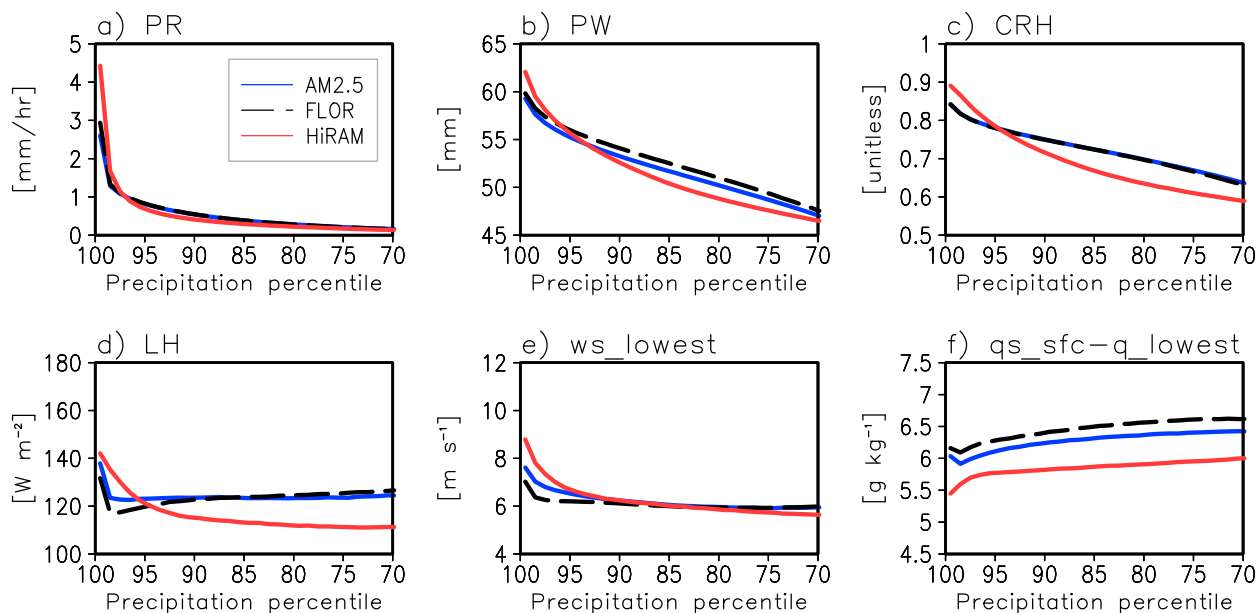 a) PR
[mm/hr]
5
4
3
2
1
0
AM2.5
FLOR
HiRAM
100 95 90 85 80 75 70
Precipitation percentile
b) PW
[mm]
65
60
55
50
45
100 95 90 85 80 75 70
Precipitation percentile
c) CRH
[unitless]
1
0.9
0.8
0.7
0.6
0.5
100 95 90 85 80 75 70
Precipitation percentile
d) LH
[W m⁻²]
180
160
140
120
100
100 95 90 85 80 75 70
Precipitation percentile
e) ws_lowest
[m s⁻¹]
12
10
8
6
4
100 95 90 85 80 75 70
Precipitation percentile
f) qs_sfc−q_lowest
[g kg⁻¹]
7.5
7
6.5
6
5.5
5
4.5
100 95 90 85 80 75 70
Precipitation percentile